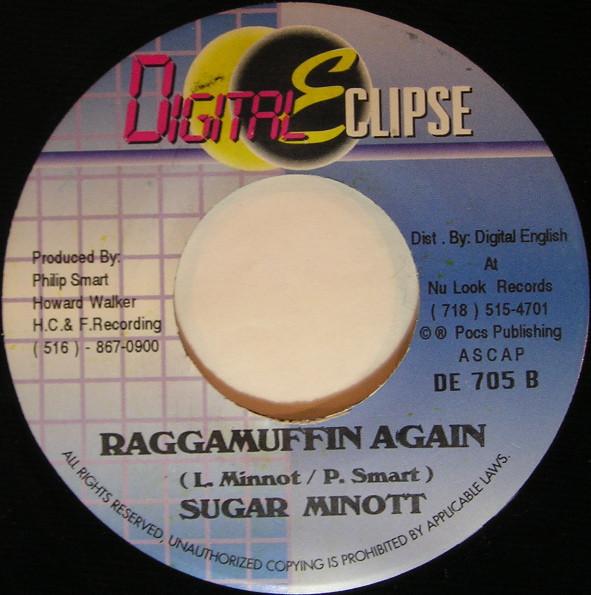 DIGITAL ECLIPSE
Produced By:
Philip Smart
Howard Walker
H.C.& F.Recording
( 516 ) - 867-0900
Dist . By: Digital English
At
Nu Look Records
( 718 ) 515-4701
©® Pocs Publishing
ASCAP
DE 705 B
RAGGAMUFFIN AGAIN
( L. Minnot / P. Smart )
SUGAR MINOTT
ALL RIGHTS RESERVED, UNAUTHORIZED COPYING IS PROHIBITED BY APPLICABLE LAWS.